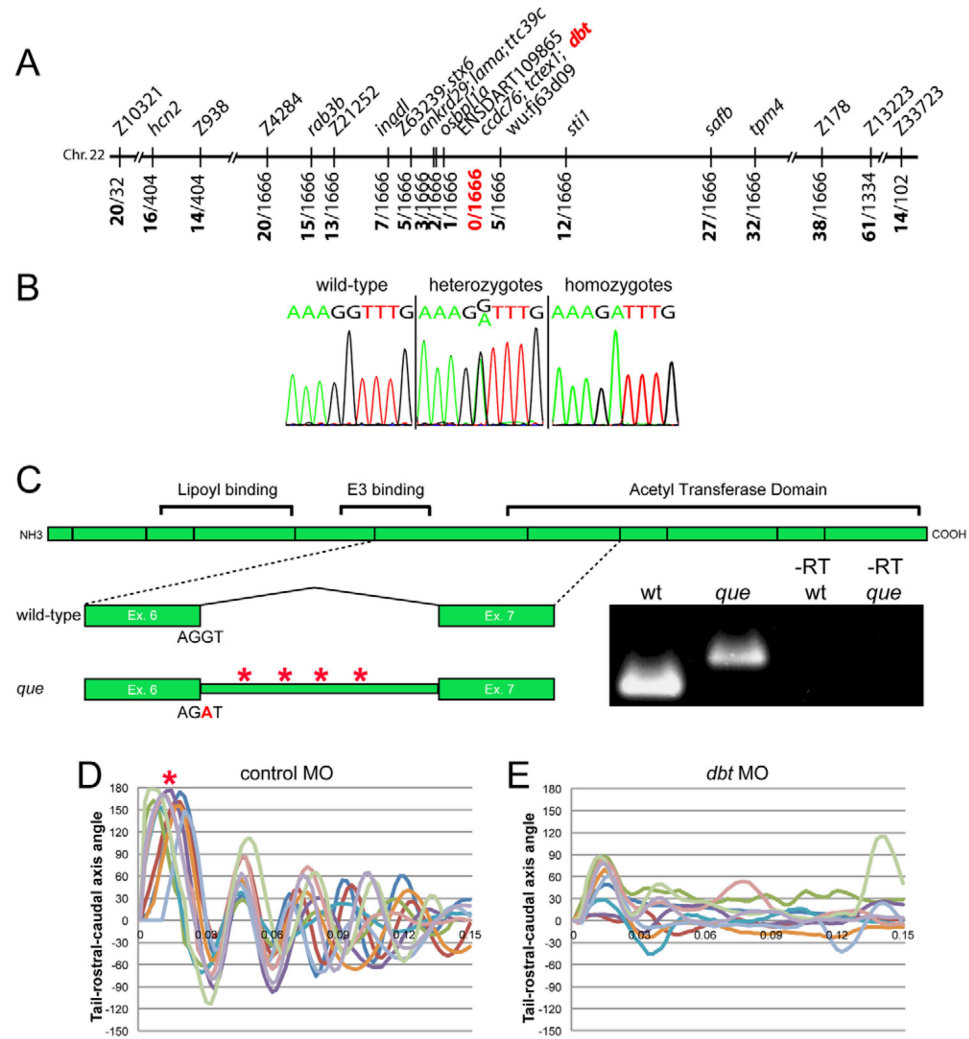 A
Z10321 hcn2 Z938 Z4284 rab3b Z21252 inadl Z63239; stx6 ankrd29; lama; ttc39c osbpl1a ENSDART109865 ccdc76; tctex1; dbt wu:fj63d09 sti1 safb tpm4 Z178 Z13223 Z33723
Chr. 22
20/32 16/404 14/404 20/1666 15/1666 13/1666 7/1666 5/1666 3/1666 2/1666 1/1666 0/1666 5/1666 12/1666 27/1666 32/1666 38/1666 61/1334 14/102
B
wild-type heterozygotes homozygotes
AAAGGTTTG AAAGGATTTG AAAGATTTG
C
Lipoyl binding E3 binding Acetyl Transferase Domain
NH3 COOH
wild-type Ex. 6 Ex. 7
AGGT
que Ex. 6 * * * * Ex. 7
AGAT
wt que -RT wt -RT que
D control MO
*
Tail-rostral-caudal axis angle
180
150
120
90
60
30
0
-30
-60
-90
-120
-150
0 0.03 0.06 0.09 0.12 0.15
E dbt MO
Tail-rostral-caudal axis angle
180
150
120
90
60
30
0
-30
-60
-90
-120
-150
0 0.03 0.06 0.09 0.12 0.15